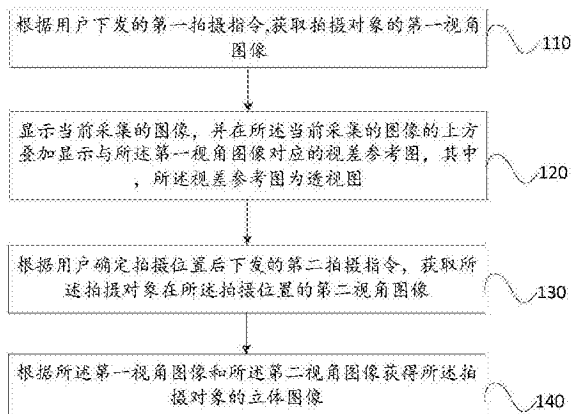 根据用户下发的第一拍摄指令,获取拍摄对象的第一视角
图像
110
显示当前采集的图像，并在所述当前采集的图像的上方
叠加显示与所述第一视角图像对应的视差参考图，其中
，所述视差参考图为透视图
120
根据用户确定拍摄位置后下发的第二拍摄指令，获取所
述拍摄对象在所述拍摄位置的第二视角图像
130
根据所述第一视角图像和所述第二视角图像获得所述拍
摄对象的立体图像
140